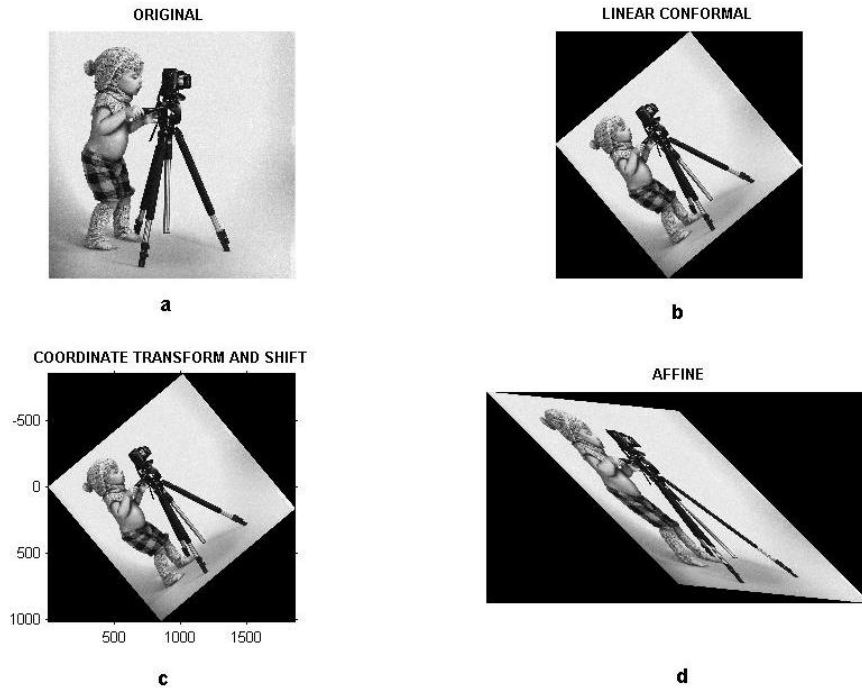 ORIGINAL
LINEAR CONFORMAL
a
b
COORDINATE TRANSFORM AND SHIFT
AFFINE
-500
0
500
1000
500 1000 1500
c
d